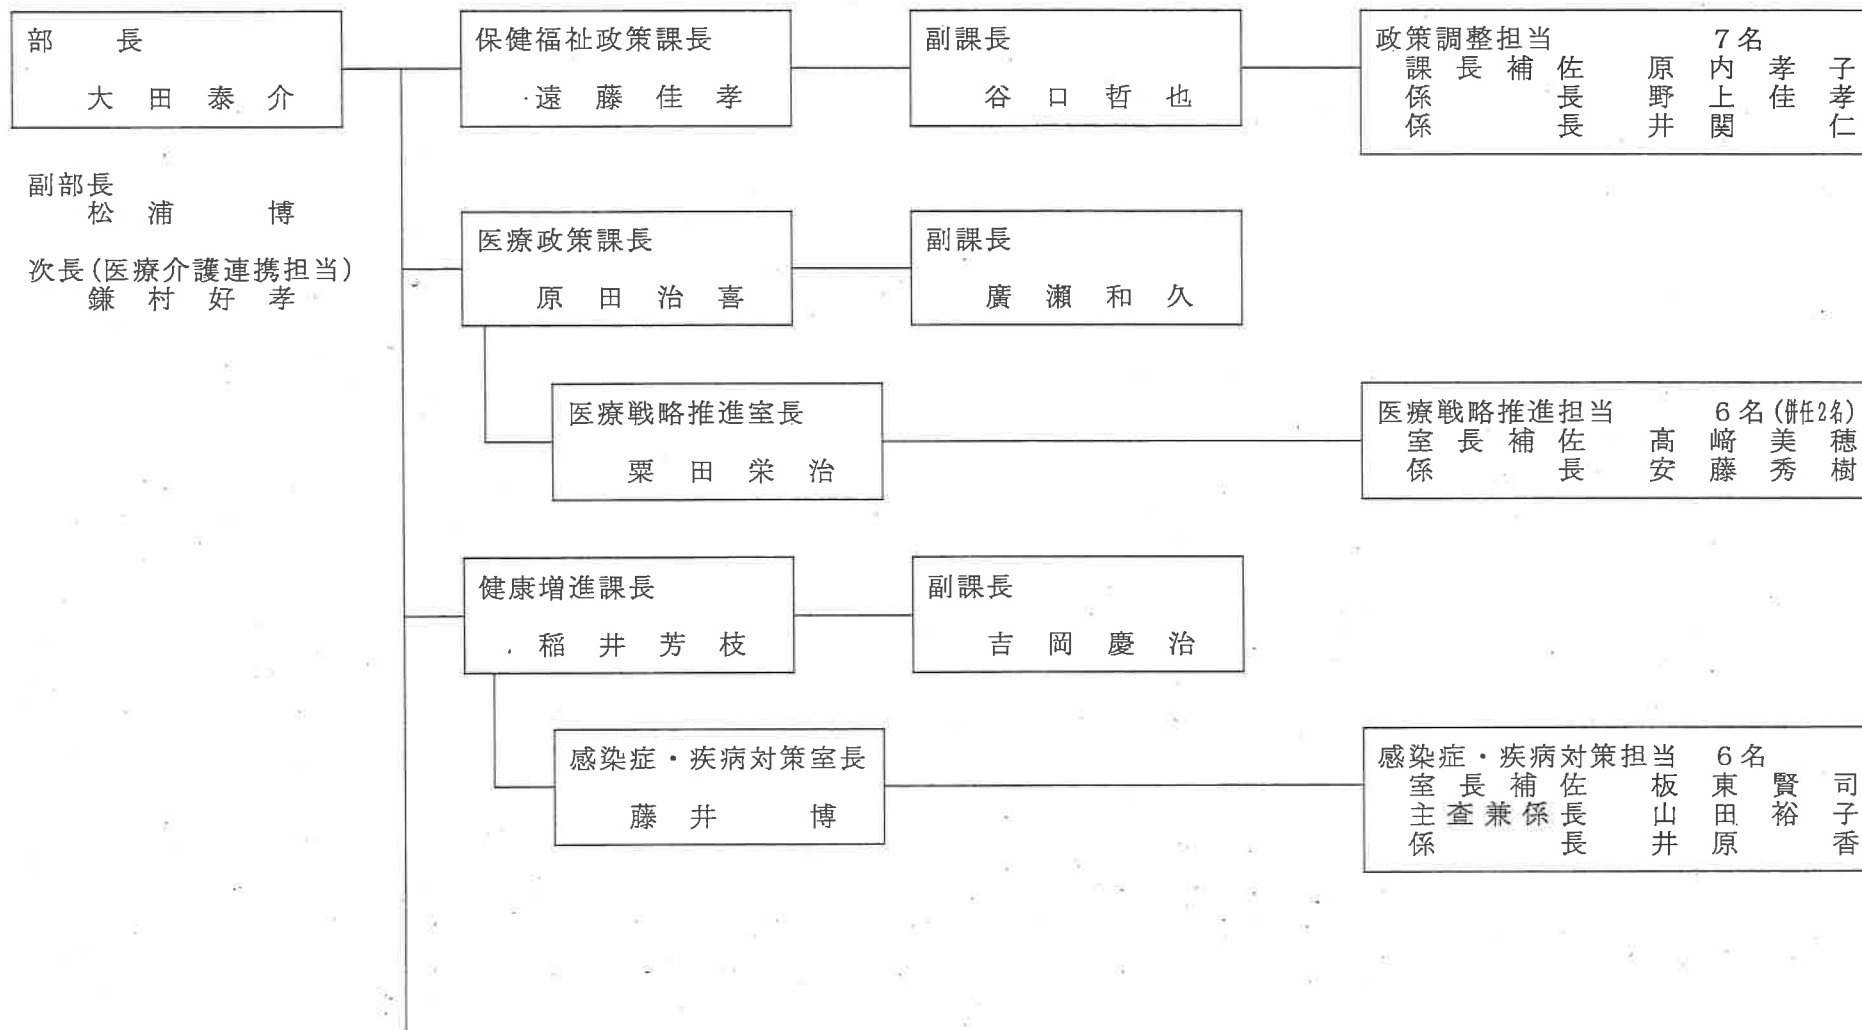 部　長
大田泰介
副部長
松浦　博
次長(医療介護連携担当)
鎌村好孝
保健福祉政策課長
遠藤佳孝
副課長
谷口哲也
政策調整担当　7名
課長補佐　原内孝子
係長　野上佳孝
係長　井関　仁
医療政策課長
原田治喜
副課長
廣瀬和久
医療戦略推進室長
粟田栄治
医療戦略推進担当　6名(併任2名)
室長補佐　髙﨑美穂
係長　安藤秀樹
健康増進課長
稲井芳枝
副課長
吉岡慶治
感染症・疾病対策室長
藤井　博
感染症・疾病対策担当　6名
室長補佐　板東賢司
主査兼係長　山田裕子
係長　井原　香